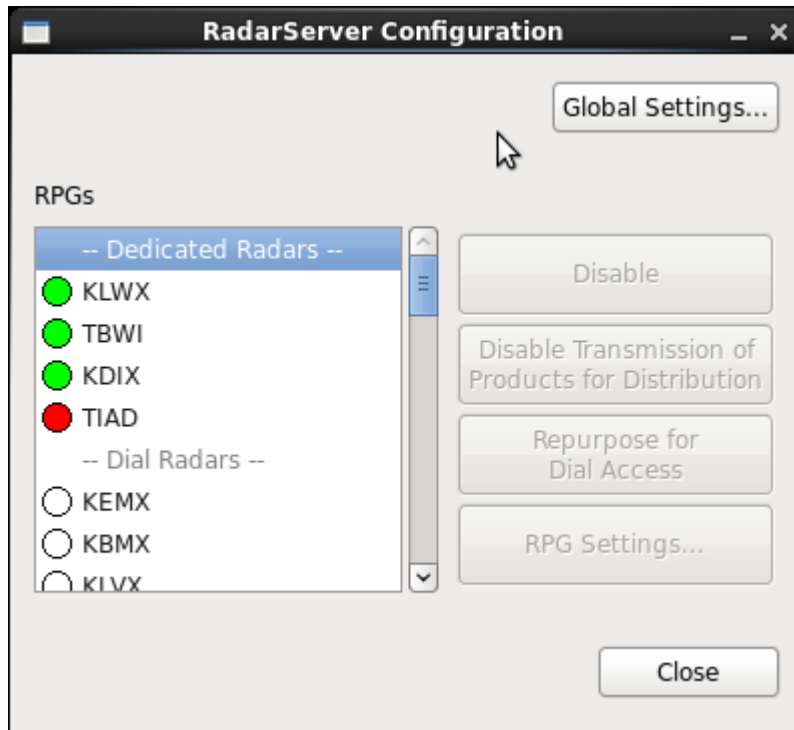 RadarServer Configuration
Global Settings...
RPGs
-- Dedicated Radars --
KLWX
TBWI
KDIX
TIAD
-- Dial Radars --
KEMX
KBMX
KLVX
Disable
Disable Transmission of
Products for Distribution
Repurpose for
Dial Access
RPG Settings...
Close